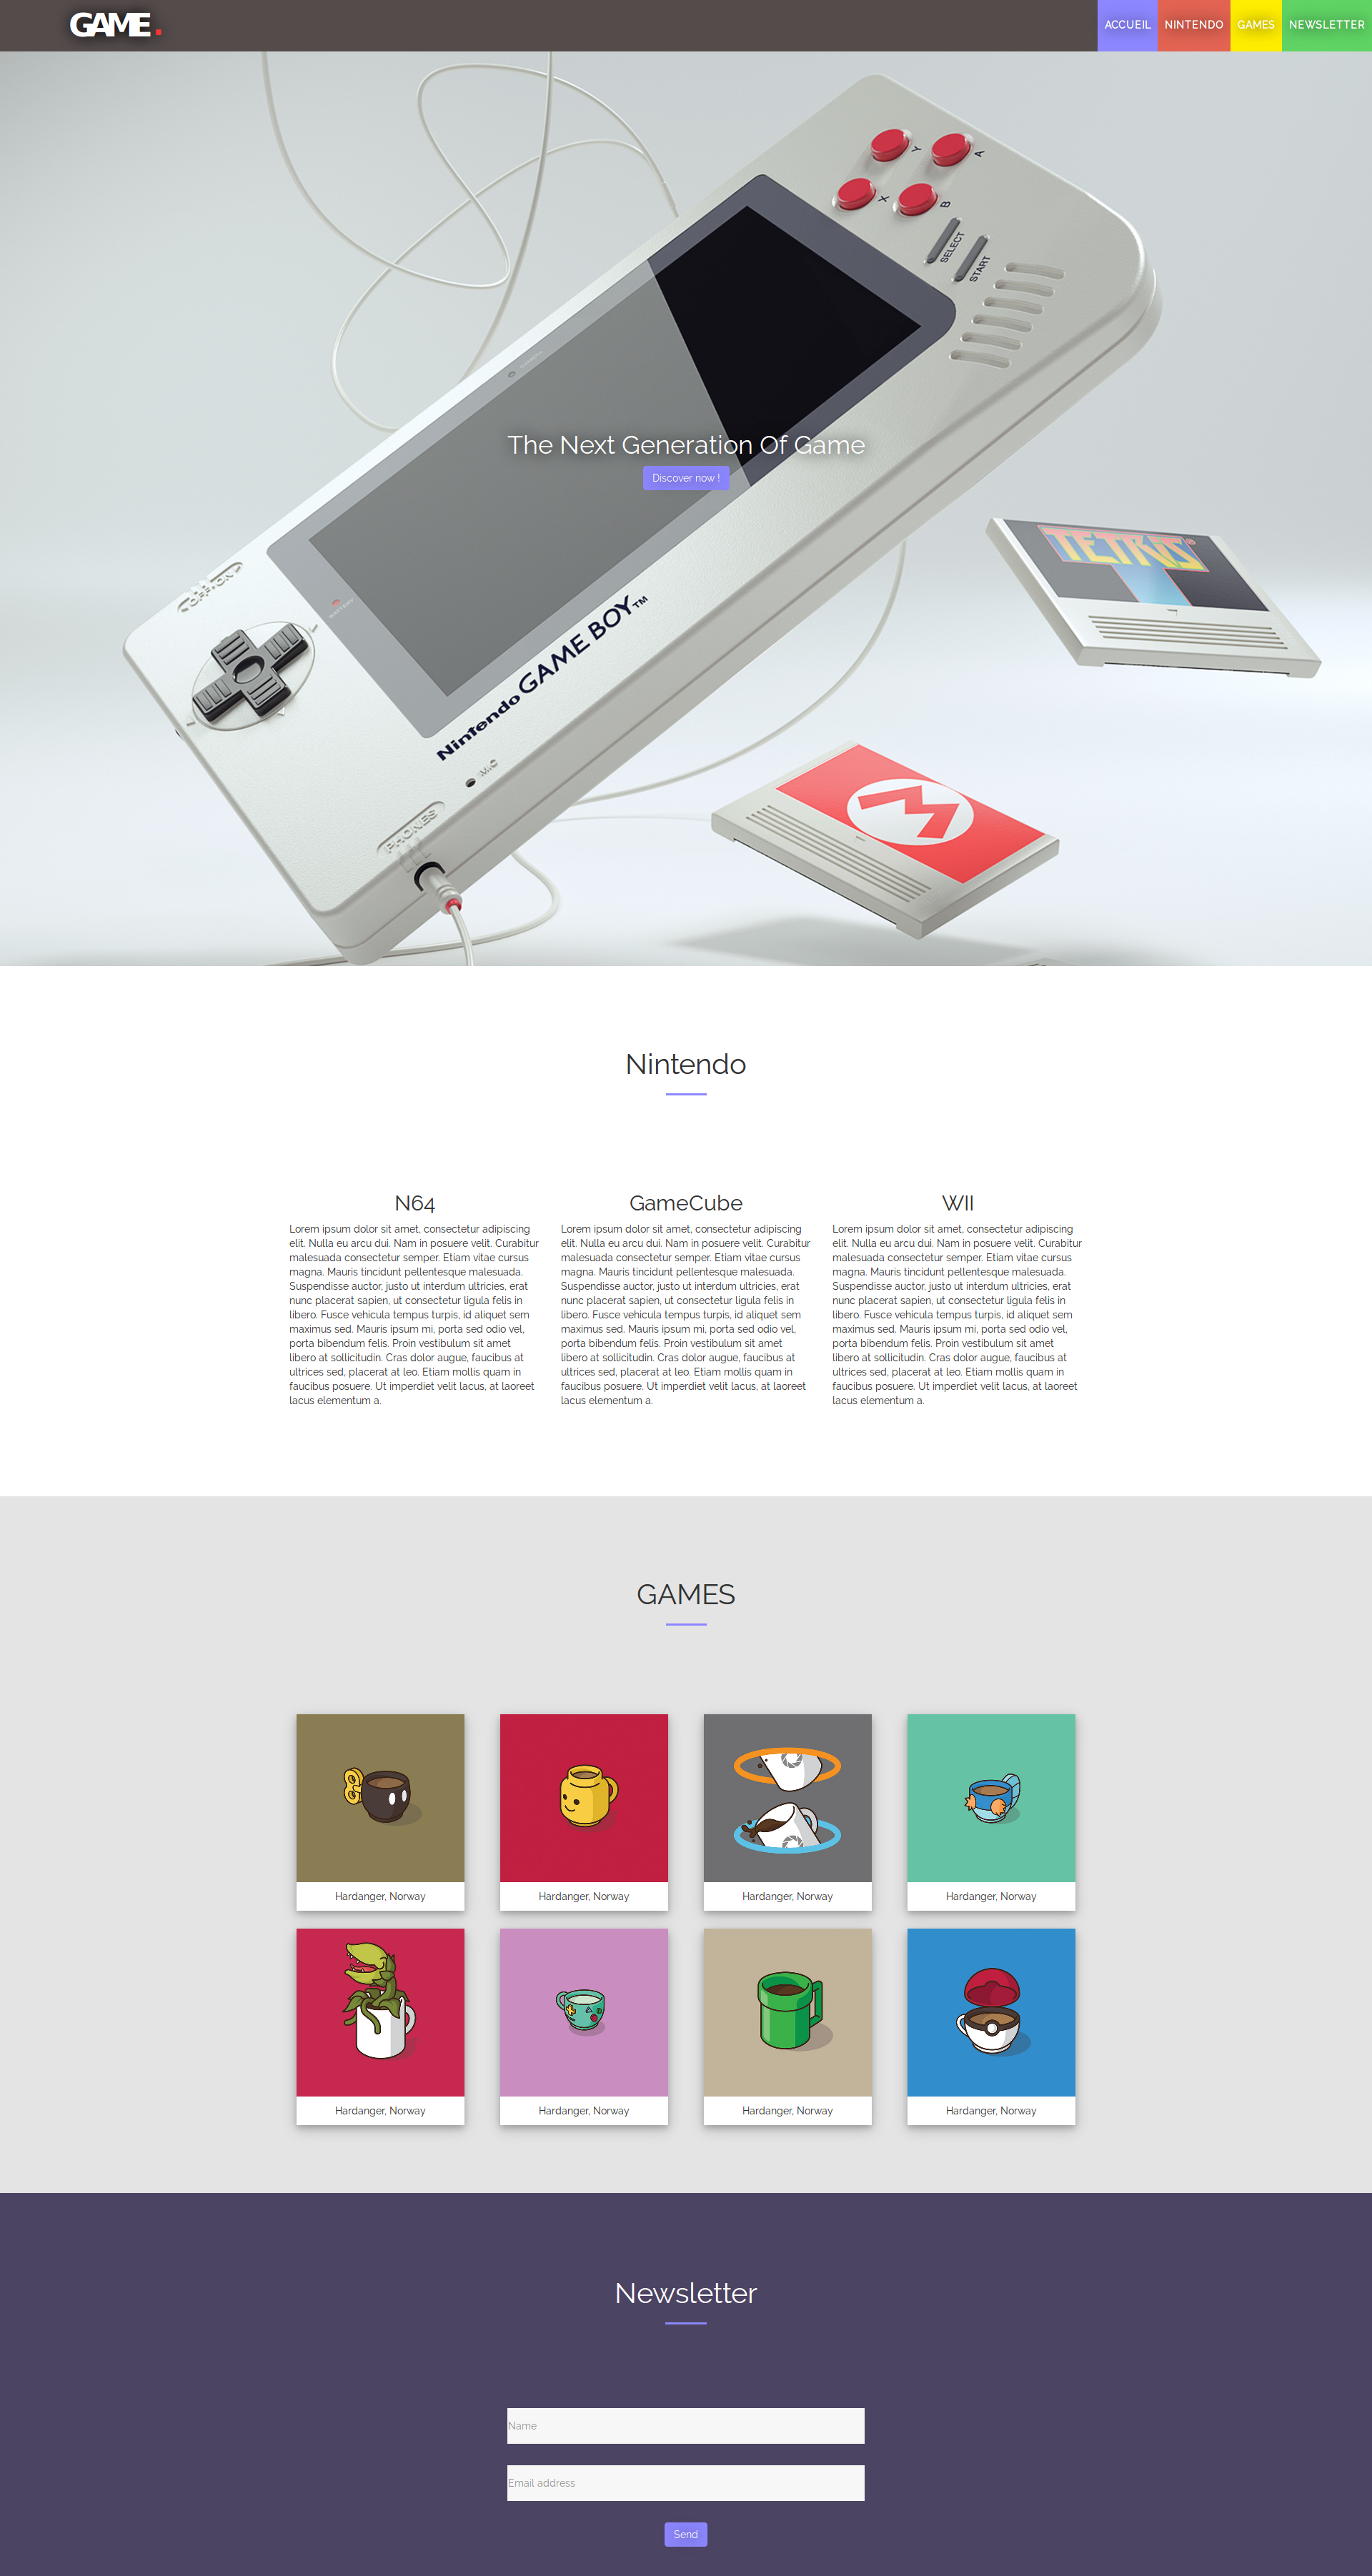 GAME.
ACCUEIL NINTENDO GAMES NEWSLETTER
Y
A
X
B
SELECT
START
The Next Generation Of Game
Discover now !
TETRIS
OFF ON
BATTERY
Nintendo GAME BOY™
MIC
PHONES
M
Nintendo
N64
Lorem ipsum dolor sit amet, consectetur adipiscing
elit. Nulla eu arcu dui. Nam in posuere velit. Curabitur
malesuada consectetur semper. Etiam vitae cursus
magna. Mauris tincidunt pellentesque malesuada.
Suspendisse auctor, justo ut interdum ultricies, erat
nunc placerat sapien, ut consectetur ligula felis in
libero. Fusce vehicula tempus turpis, id aliquet sem
maximus sed. Mauris ipsum mi, porta sed odio vel,
porta bibendum felis. Proin vestibulum sit amet
libero at sollicitudin. Cras dolor augue, faucibus at
ultrices sed, placerat at leo. Etiam mollis quam in
faucibus posuere. Ut imperdiet velit lacus, at laoreet
lacus elementum a.
GameCube
Lorem ipsum dolor sit amet, consectetur adipiscing
elit. Nulla eu arcu dui. Nam in posuere velit. Curabitur
malesuada consectetur semper. Etiam vitae cursus
magna. Mauris tincidunt pellentesque malesuada.
Suspendisse auctor, justo ut interdum ultricies, erat
nunc placerat sapien, ut consectetur ligula felis in
libero. Fusce vehicula tempus turpis, id aliquet sem
maximus sed. Mauris ipsum mi, porta sed odio vel,
porta bibendum felis. Proin vestibulum sit amet
libero at sollicitudin. Cras dolor augue, faucibus at
ultrices sed, placerat at leo. Etiam mollis quam in
faucibus posuere. Ut imperdiet velit lacus, at laoreet
lacus elementum a.
WII
Lorem ipsum dolor sit amet, consectetur adipiscing
elit. Nulla eu arcu dui. Nam in posuere velit. Curabitur
malesuada consectetur semper. Etiam vitae cursus
magna. Mauris tincidunt pellentesque malesuada.
Suspendisse auctor, justo ut interdum ultricies, erat
nunc placerat sapien, ut consectetur ligula felis in
libero. Fusce vehicula tempus turpis, id aliquet sem
maximus sed. Mauris ipsum mi, porta sed odio vel,
porta bibendum felis. Proin vestibulum sit amet
libero at sollicitudin. Cras dolor augue, faucibus at
ultrices sed, placerat at leo. Etiam mollis quam in
faucibus posuere. Ut imperdiet velit lacus, at laoreet
lacus elementum a.
GAMES
Hardanger, Norway
Hardanger, Norway
Hardanger, Norway
Hardanger, Norway
Hardanger, Norway
Hardanger, Norway
Hardanger, Norway
Hardanger, Norway
Newsletter
Name
Email address
Send